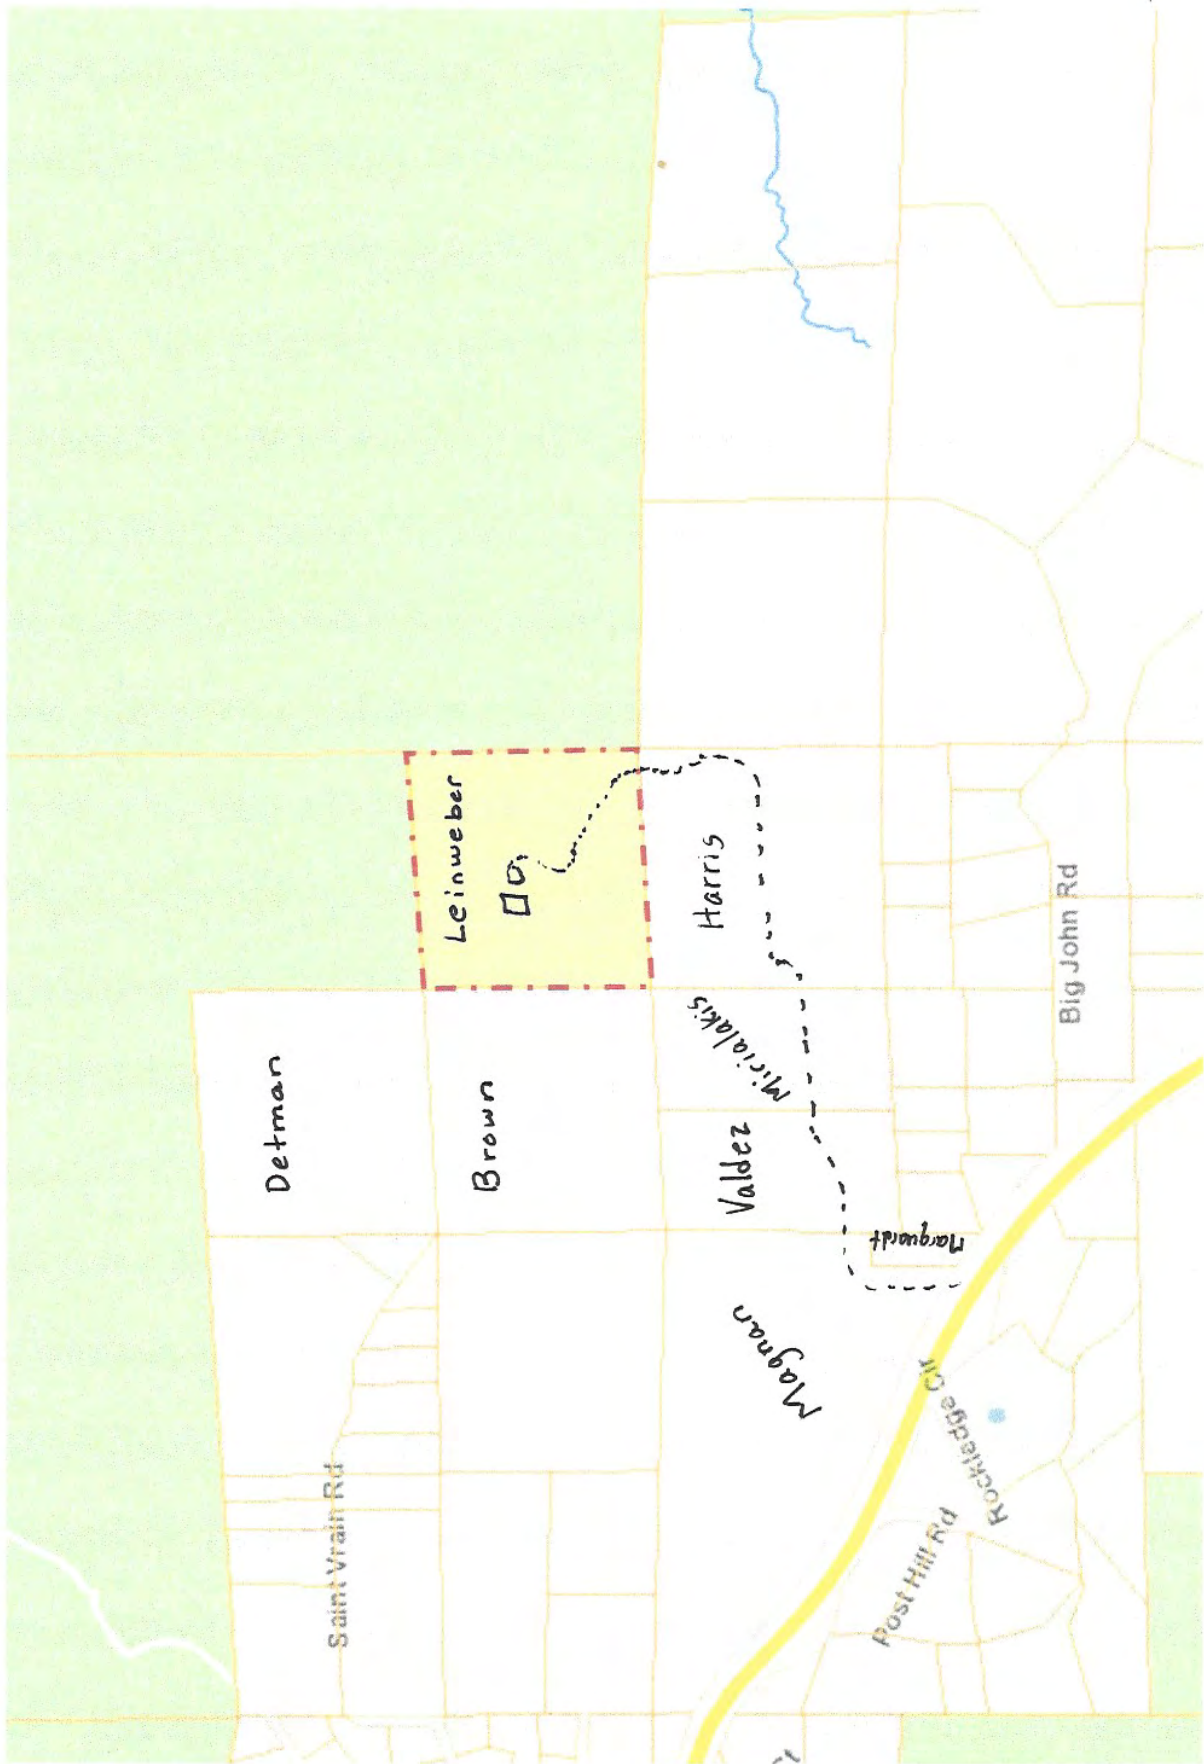 Detman
Leinweber
Saint Vrain Rd
Brown
Harris
Mirialakis
Valdez
Magnan
Marquardt
Big John Rd
Rockledge Cir
Post Hill Rd